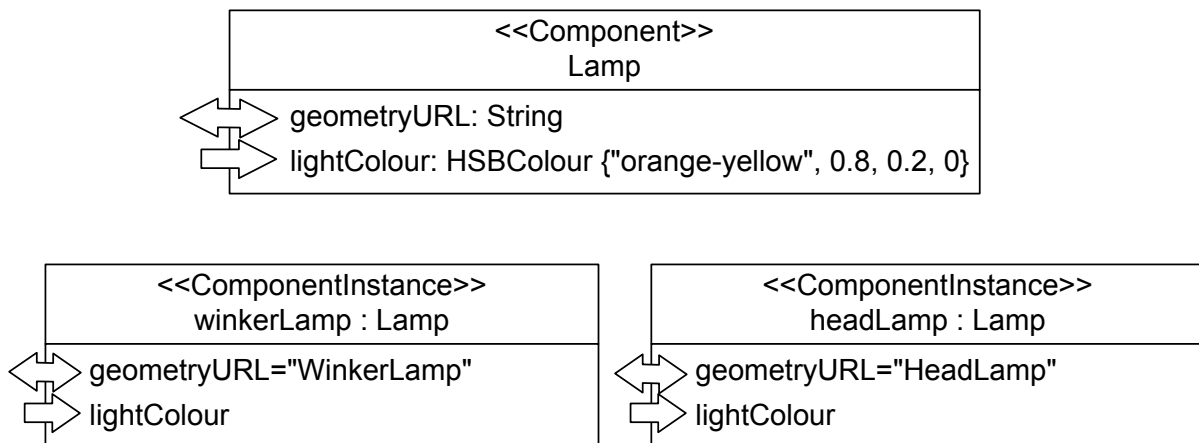 <<Component>>
Lamp
geometryURL: String
lightColour: HSBColour {"orange-yellow", 0.8, 0.2, 0}
<<ComponentInstance>>
winkerLamp : Lamp
geometryURL="WinkerLamp"
lightColour
<<ComponentInstance>>
headLamp : Lamp
geometryURL="HeadLamp"
lightColour